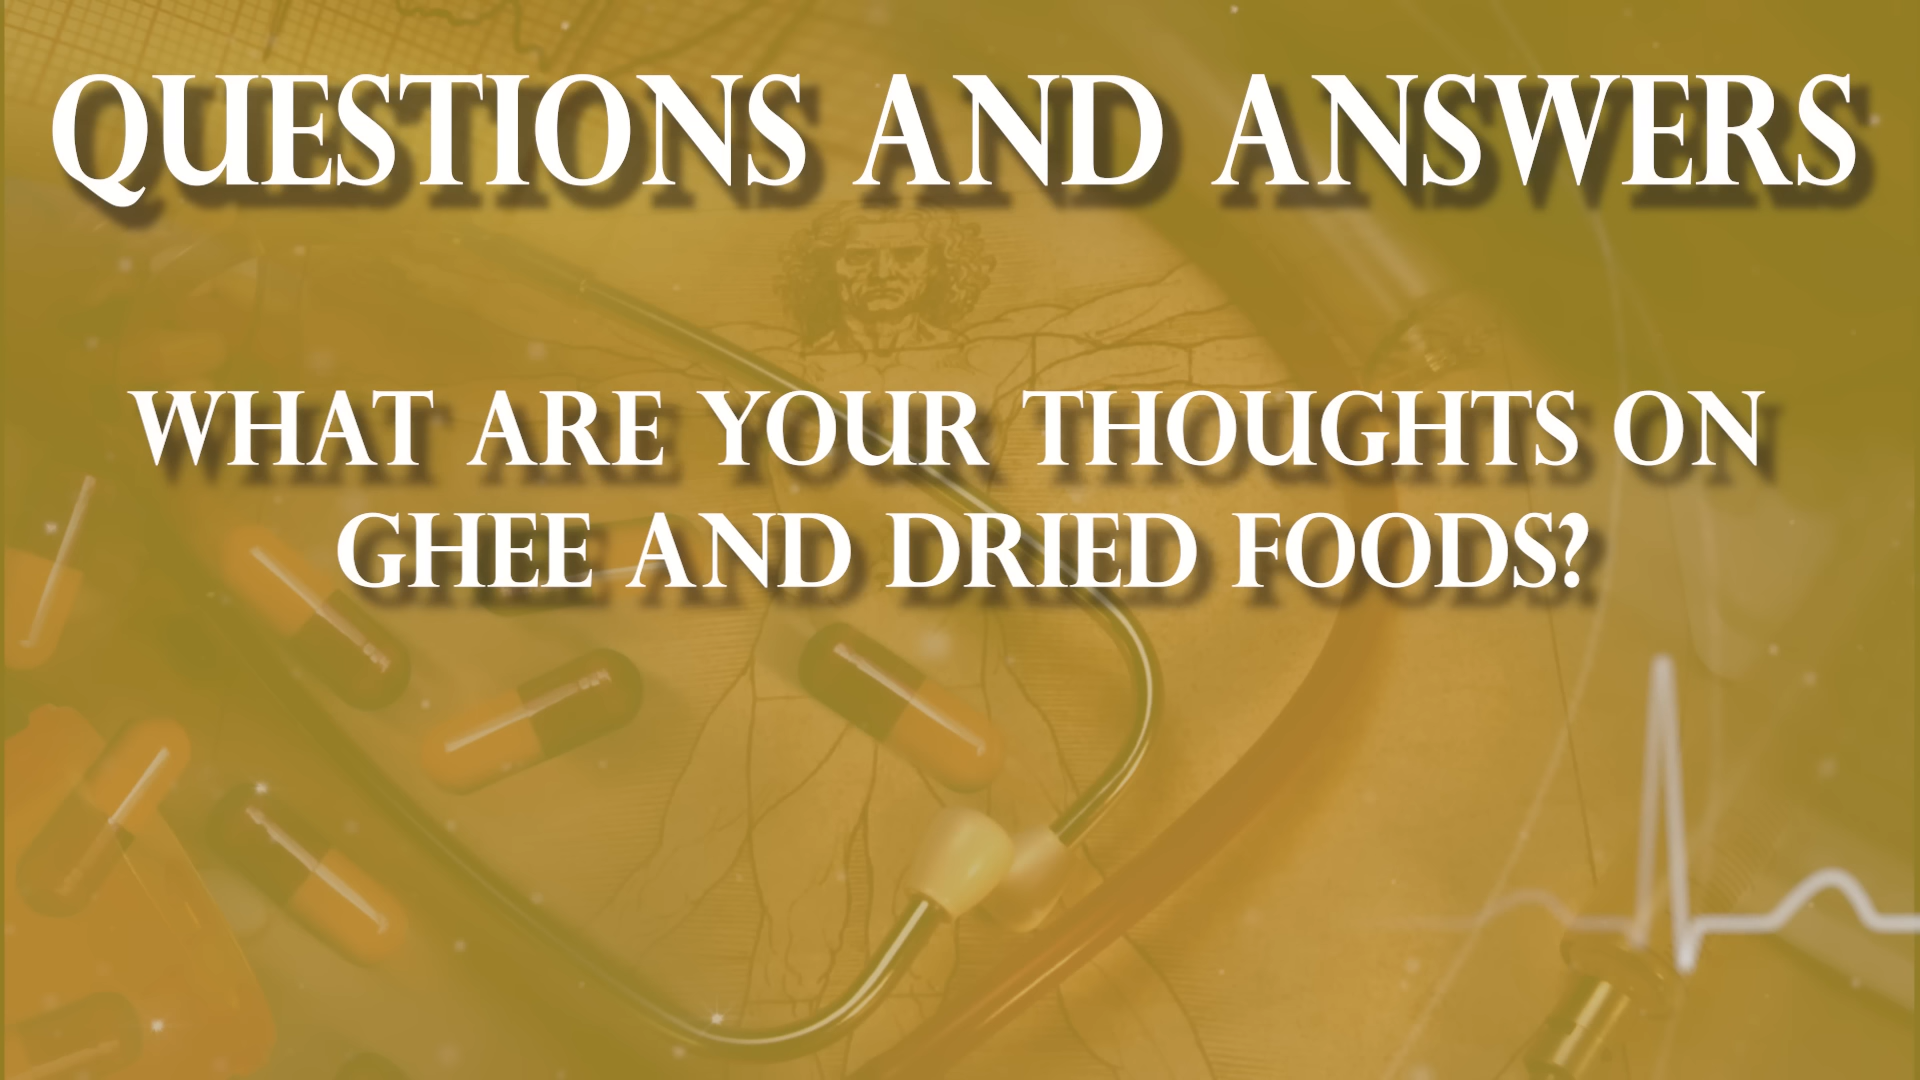 QUESTIONS AND ANSWERS
WHAT ARE YOUR THOUGHTS ON
GHEE AND DRIED FOODS?